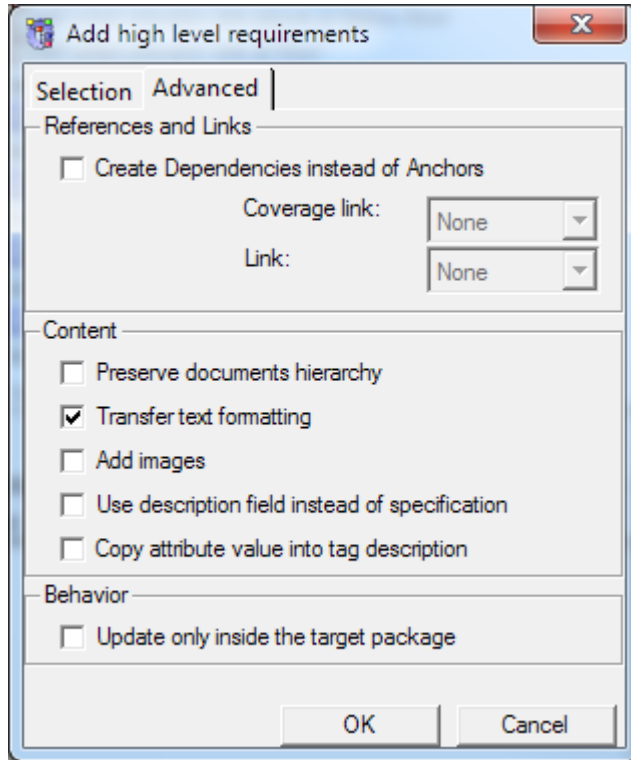 Add high level requirements
Selection Advanced
References and Links
Create Dependencies instead of Anchors
Coverage link: None
Link: None
Content
Preserve documents hierarchy
Transfer text formatting
Add images
Use description field instead of specification
Copy attribute value into tag description
Behavior
Update only inside the target package
OK Cancel